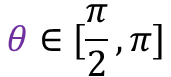 θ ∈ [π/2, π]